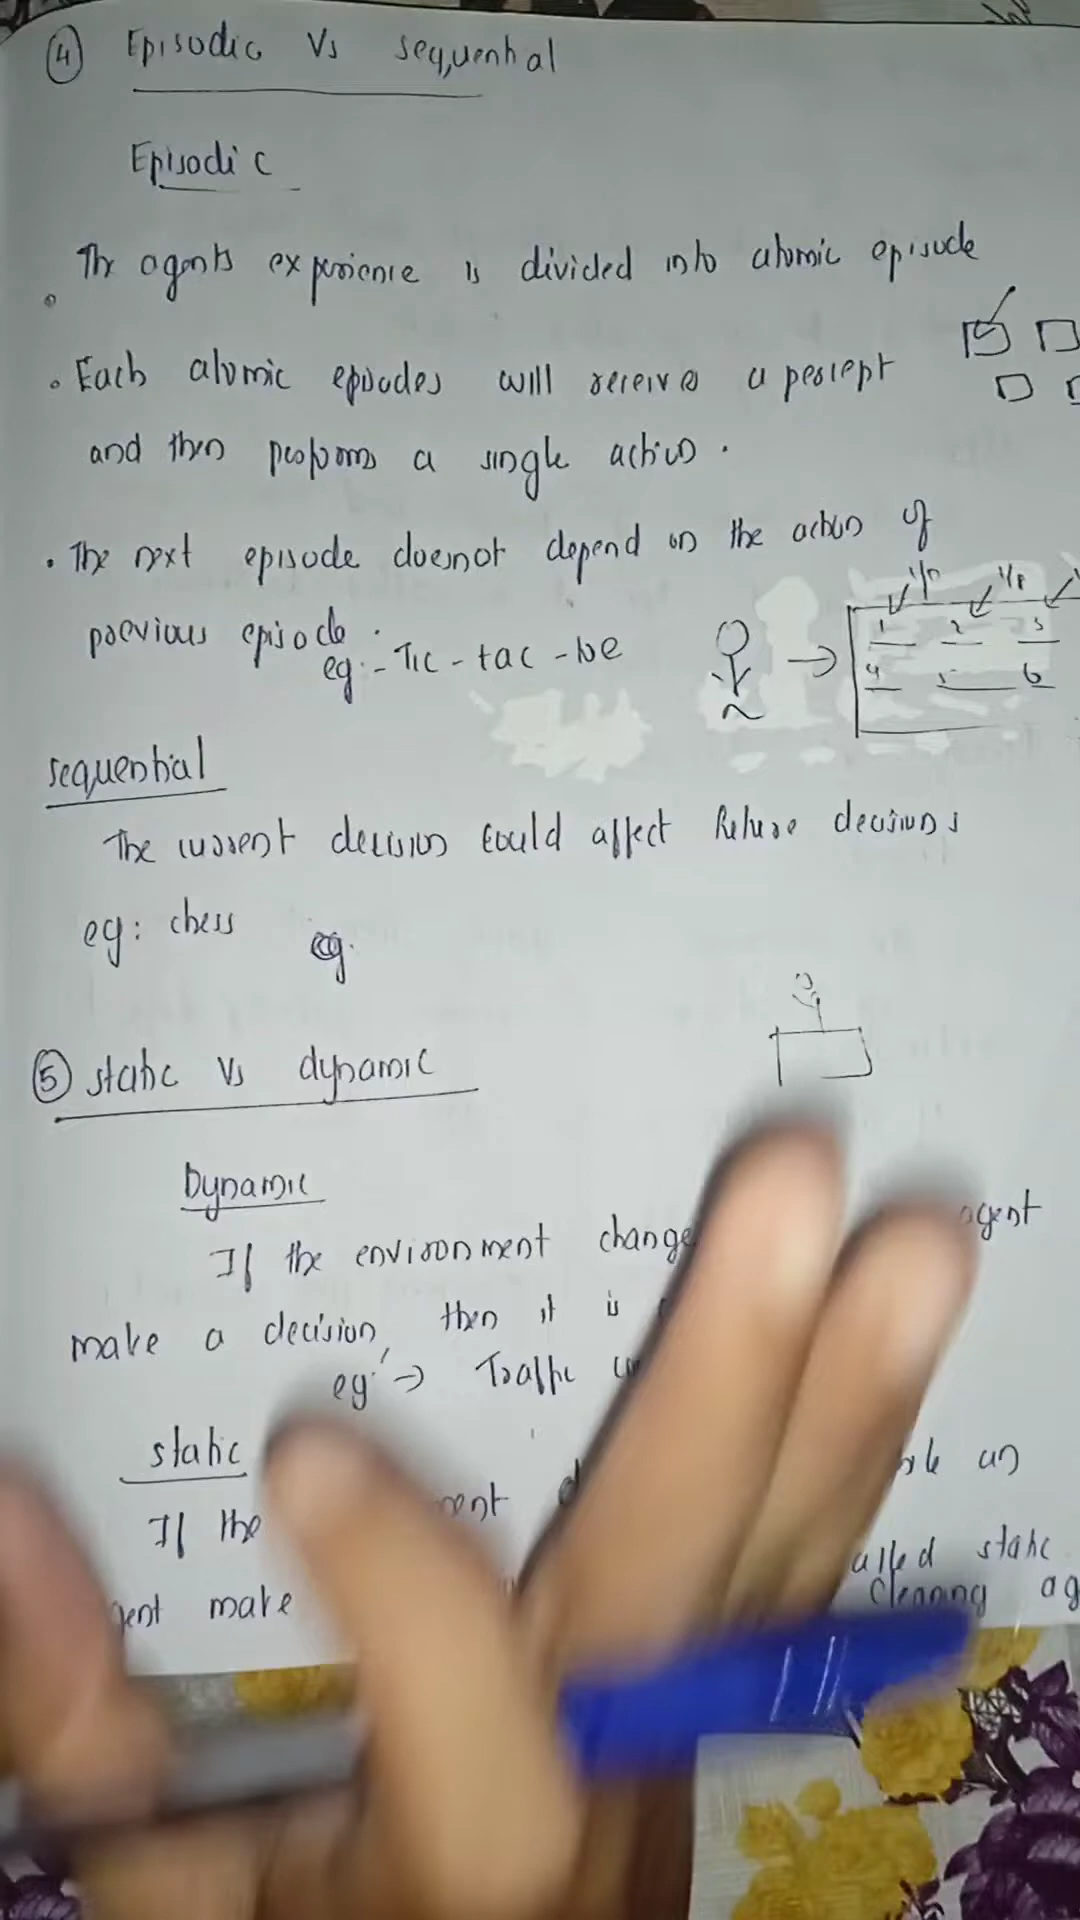 4 Episodic Vs sequential
Episodic
The agents experience is divided into atomic episode
Each atomic episodes will receives a percept
and then performs a single action.
The next episode doesnot depend on the action of
previous episode.
eg:- Tic-tac-toe
1 2 3
4 5 6
sequential
The current decision could affect future decisions
eg: chess eg.
5 static Vs dynamic
Dynamic
If the environment change agent
make a decision, then it is
eg:→ Traffic
static
If the an
static
make cleaning